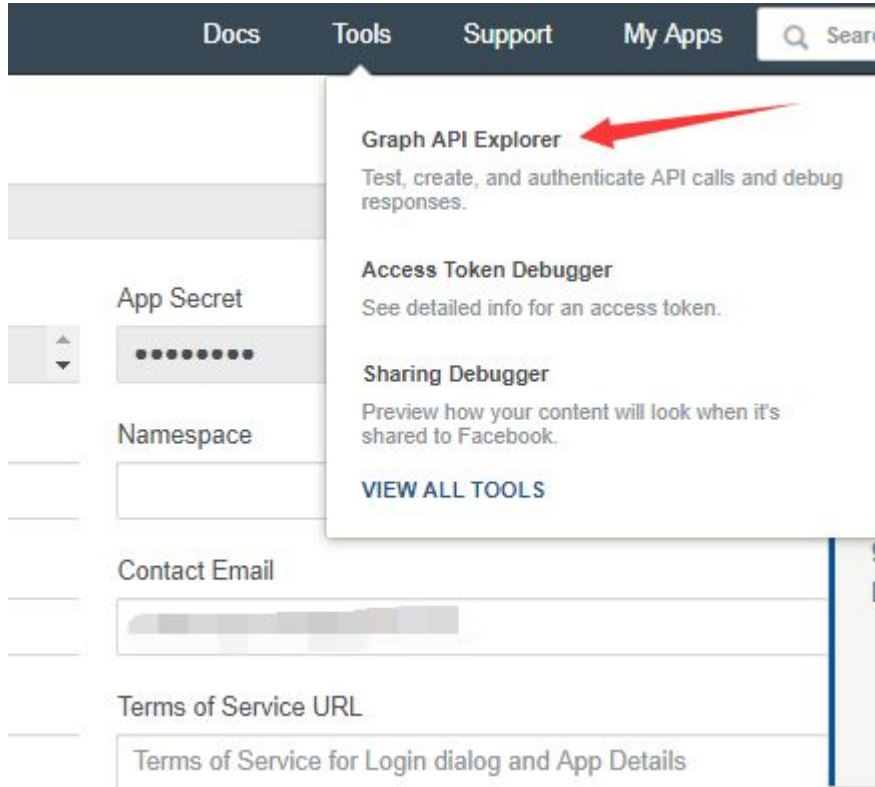 Docs Tools Support My Apps
Graph API Explorer
Test, create, and authenticate API calls and debug
responses.
Access Token Debugger
See detailed info for an access token.
Sharing Debugger
Preview how your content will look when it's
shared to Facebook.
VIEW ALL TOOLS
App Secret
••••••••
Namespace
Contact Email
Terms of Service URL
Terms of Service for Login dialog and App Details